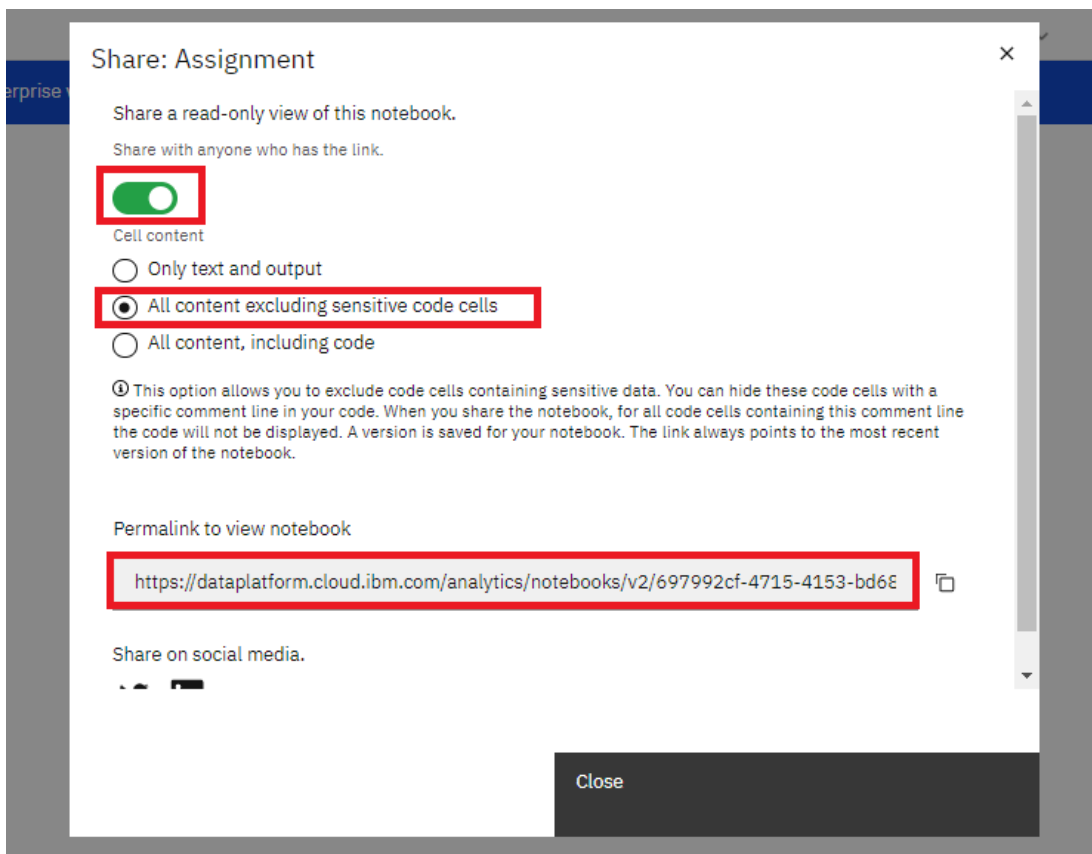 Share: Assignment
erprise
Share a read-only view of this notebook.
Share with anyone who has the link.
Cell content
Only text and output
All content excluding sensitive code cells
All content, including code
This option allows you to exclude code cells containing sensitive data. You can hide these code cells with a
specific comment line in your code. When you share the notebook, for all code cells containing this comment line
the code will not be displayed. A version is saved for your notebook. The link always points to the most recent
version of the notebook.
Permalink to view notebook
https://dataplatform.cloud.ibm.com/analytics/notebooks/v2/697992cf-4715-4153-bd68
Share on social media.
Close